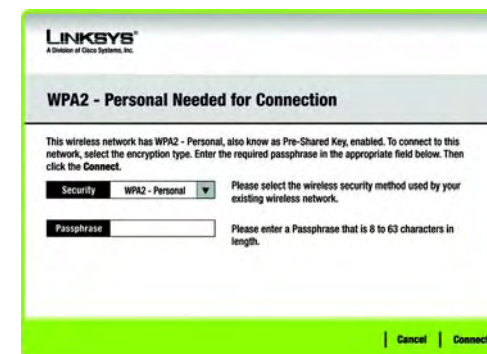 LINKSYS®
A Division of Cisco Systems, Inc.
WPA2 - Personal Needed for Connection
This wireless network has WPA2 - Personal, also know as Pre-Shared Key, enabled. To connect to this
network, select the encryption type. Enter the required passphrase in the appropriate field below. Then
click the Connect.
Security WPA2 - Personal Please select the wireless security method used by your
existing wireless network.
Passphrase Please enter a Passphrase that is 8 to 63 characters in
length.
Cancel Connect